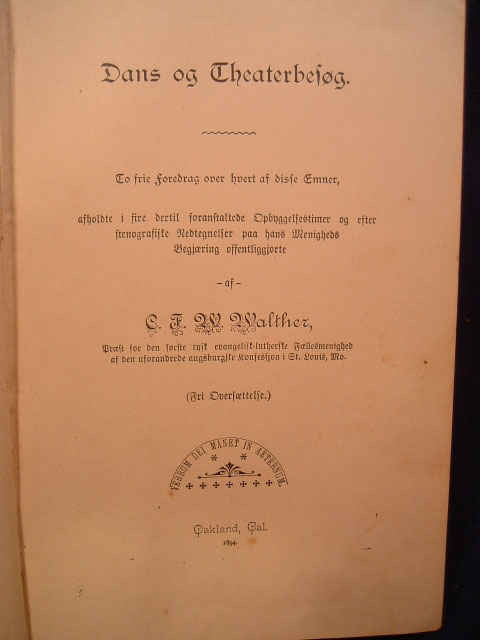 Dans og Theaterbesøg.
To frie Foredrag over hvert af disse Emner,
afholdte i fire dertil foranstaltede Opbyggelsestimer og efter
stenografiske Nedtegnelser paa hans Menigheds
Begjæring offentliggjorte
– af –
C. F. W. Walther,
Præst for den første tysk evangelisk-lutherske Fællesmenighed
af den uforandrede augsburgske Konfession i St. Louis, Mo.
(Fri Oversættelse.)
VERBUM DEI MANET IN AETERNUM.
Oakland, Cal.
1894.